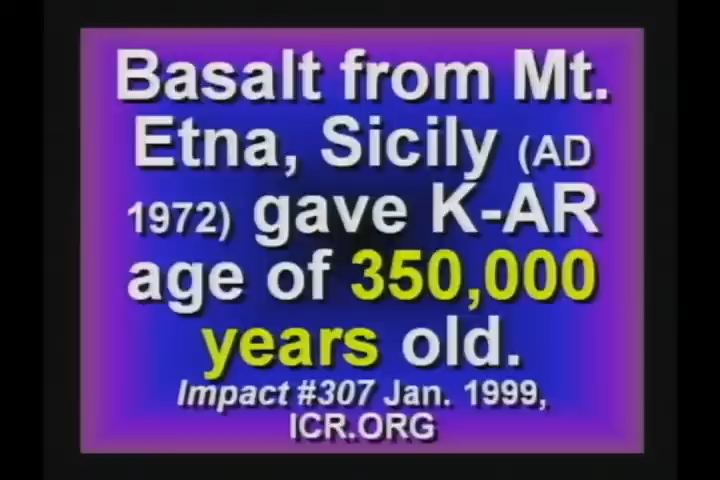 Basalt from Mt.
Etna, Sicily (AD
1972) gave K-AR
age of 350,000
years old.
Impact #307 Jan. 1999,
ICR.ORG